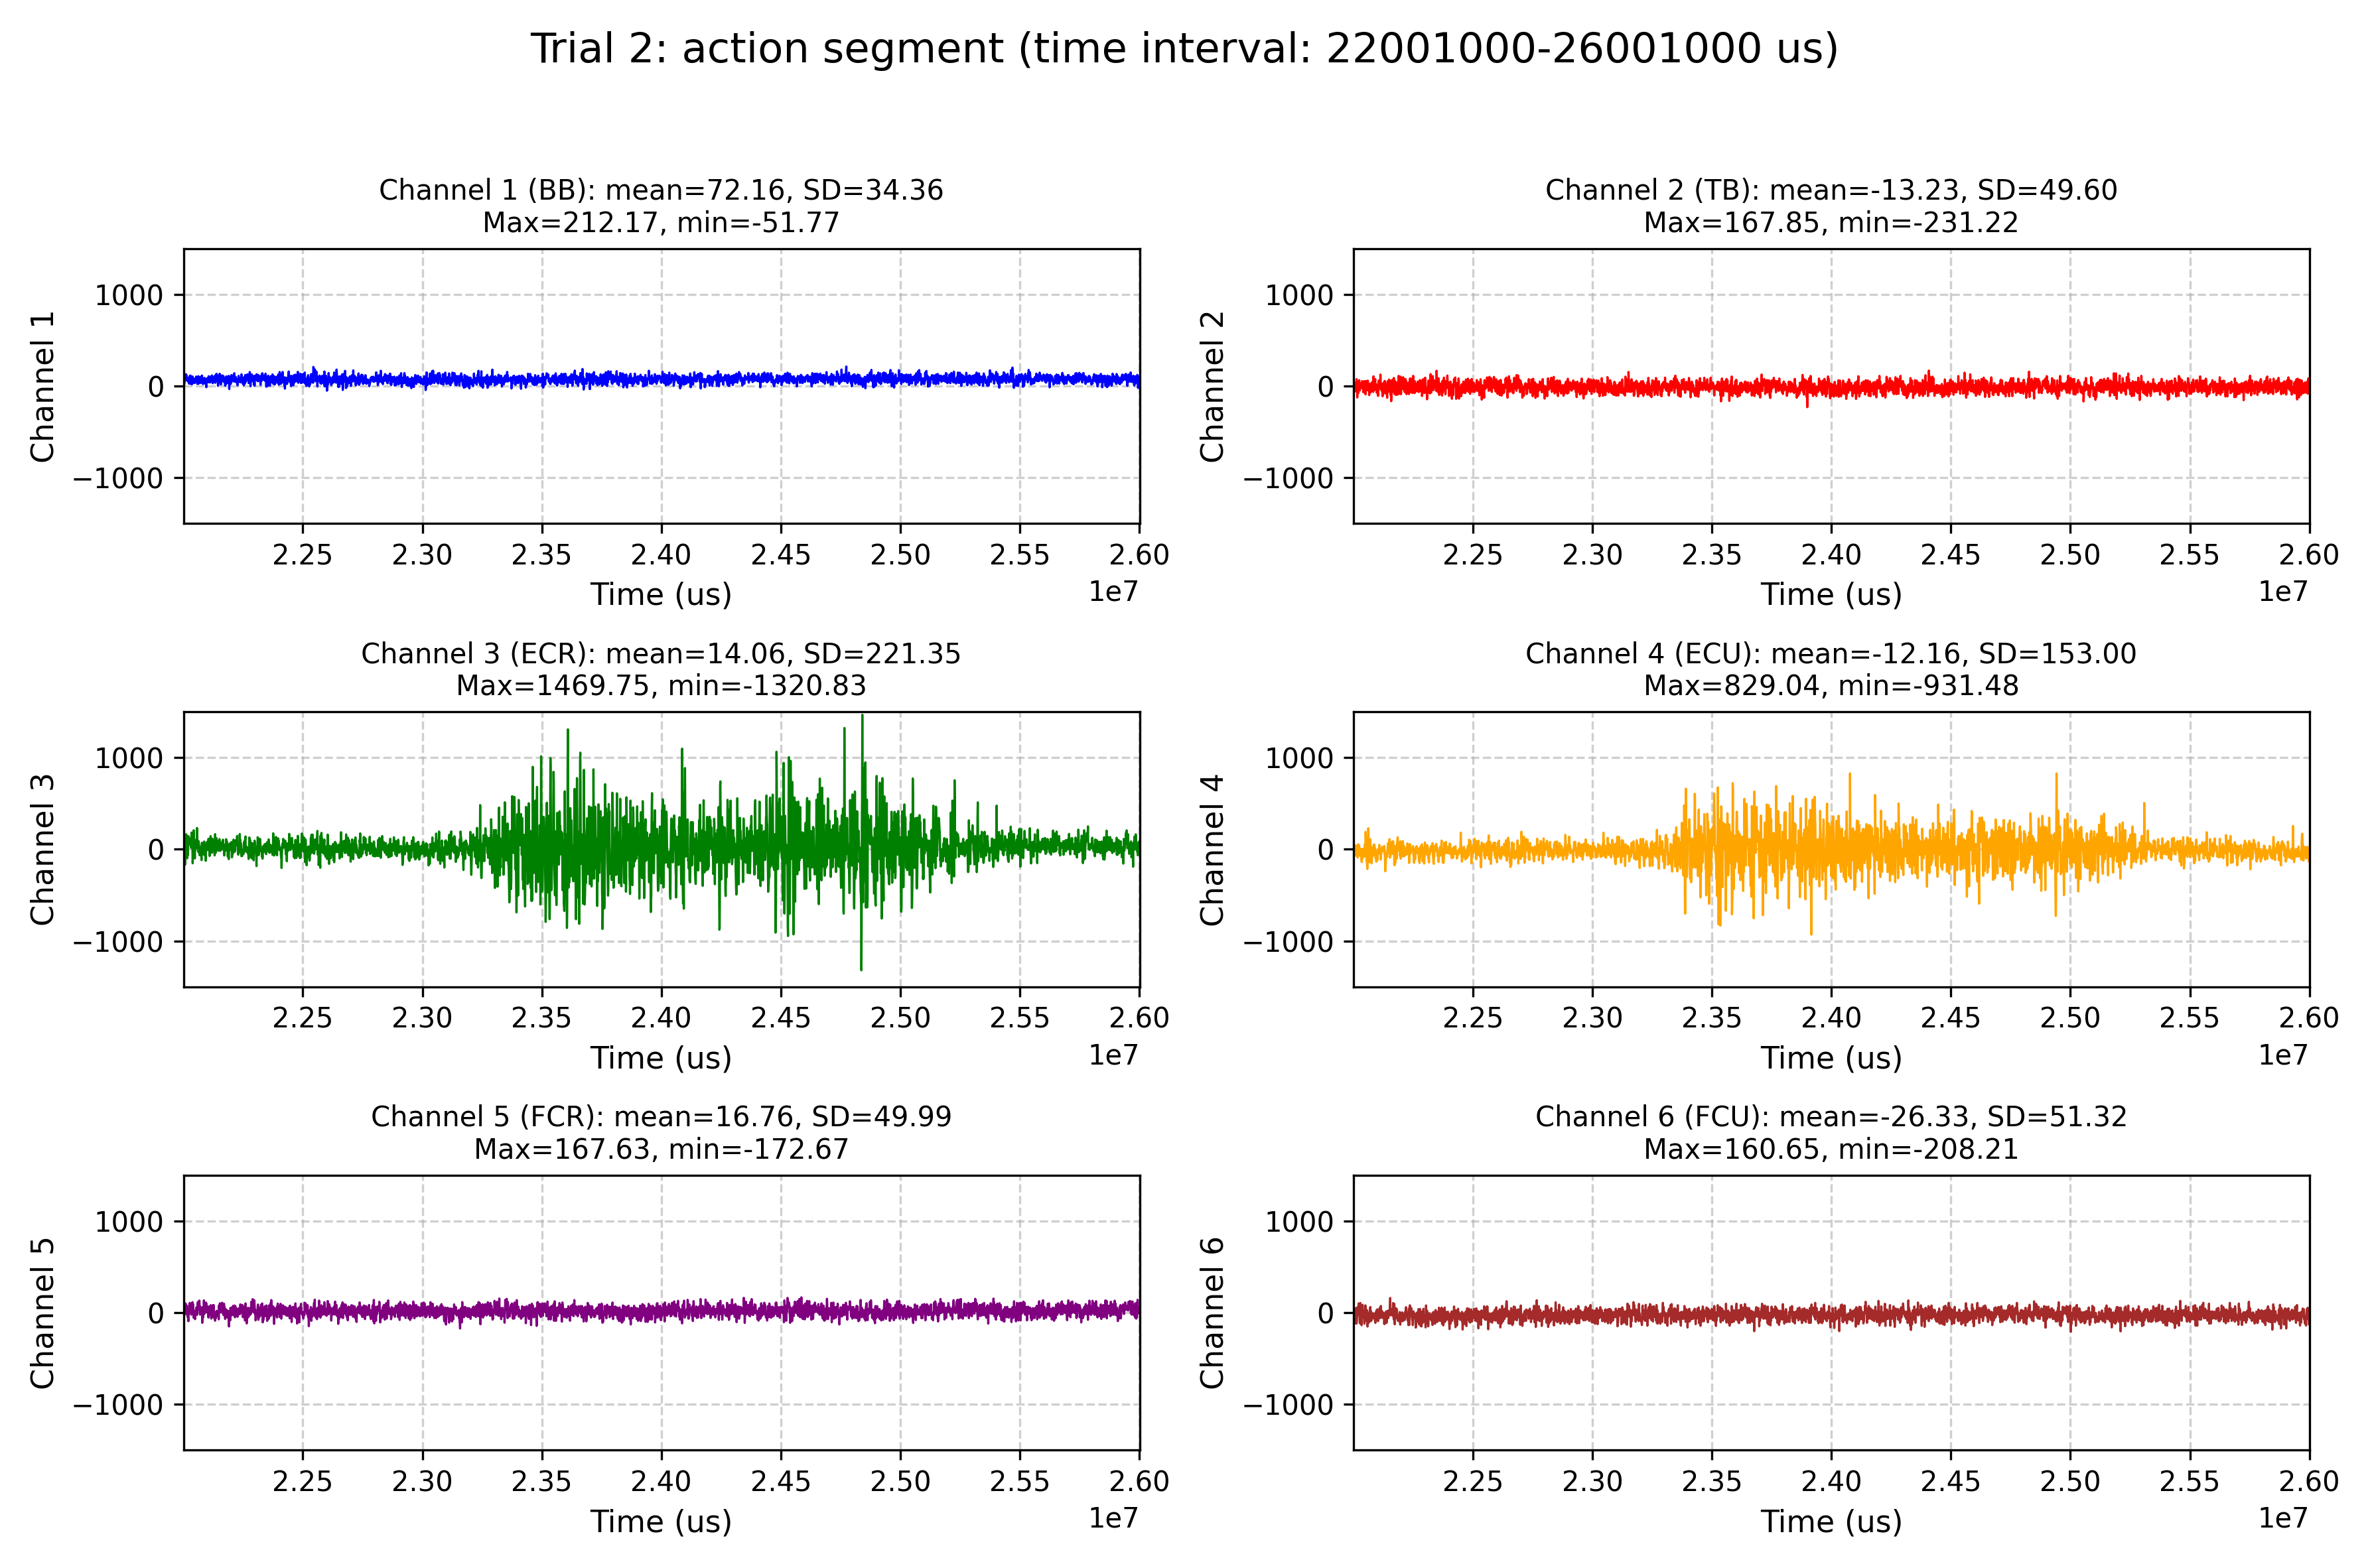 Trial 2: action segment (time interval: 22001000-26001000 us)
Channel 1 (BB): mean=72.16, SD=34.36
Max=212.17, min=-51.77
Channel 1
1000
0
−1000
2.25 2.30 2.35 2.40 2.45 2.50 2.55 2.60
Time (us)
1e7
Channel 2 (TB): mean=-13.23, SD=49.60
Max=167.85, min=-231.22
Channel 2
1000
0
−1000
2.25 2.30 2.35 2.40 2.45 2.50 2.55 2.60
Time (us)
1e7
Channel 3 (ECR): mean=14.06, SD=221.35
Max=1469.75, min=-1320.83
Channel 3
1000
0
−1000
2.25 2.30 2.35 2.40 2.45 2.50 2.55 2.60
Time (us)
1e7
Channel 4 (ECU): mean=-12.16, SD=153.00
Max=829.04, min=-931.48
Channel 4
1000
0
−1000
2.25 2.30 2.35 2.40 2.45 2.50 2.55 2.60
Time (us)
1e7
Channel 5 (FCR): mean=16.76, SD=49.99
Max=167.63, min=-172.67
Channel 5
1000
0
−1000
2.25 2.30 2.35 2.40 2.45 2.50 2.55 2.60
Time (us)
1e7
Channel 6 (FCU): mean=-26.33, SD=51.32
Max=160.65, min=-208.21
Channel 6
1000
0
−1000
2.25 2.30 2.35 2.40 2.45 2.50 2.55 2.60
Time (us)
1e7